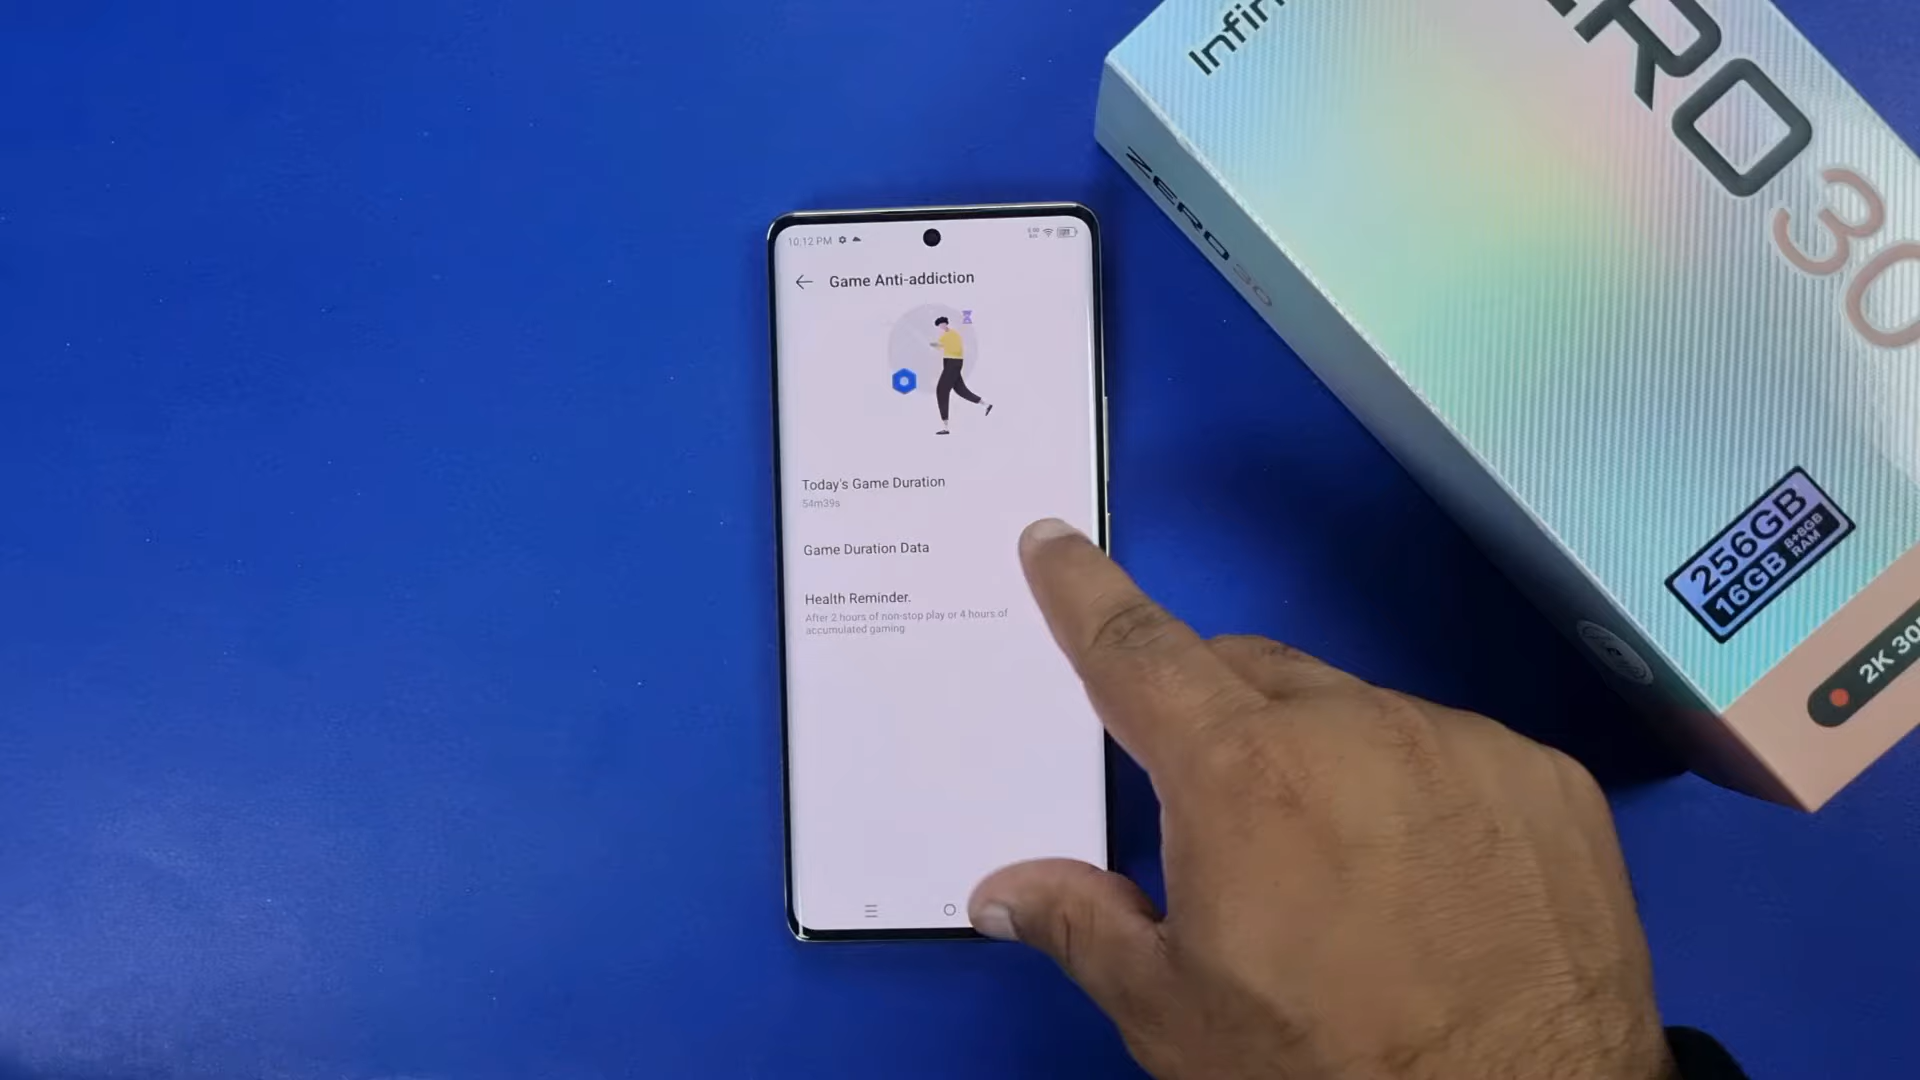 10:12 PM
Game Anti-addiction
Today's Game Duration
54m39s
Game Duration Data
Health Reminder.
After 2 hours of non-stop play or 4 hours of
accumulated gaming
Infin
ERO 30
ZERO 30
256GB
16GB 8+8GB RAM
2K 30